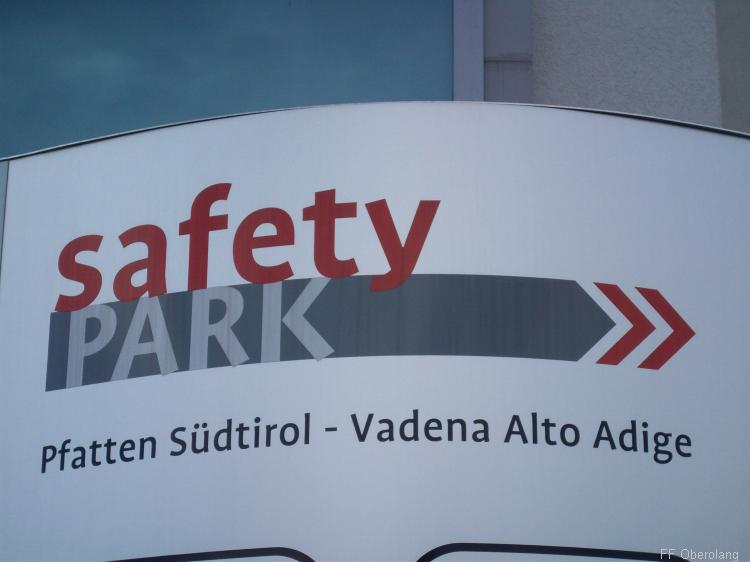 safety
PARK
Pfatten Südtirol - Vadena Alto Adige
FF Oberolang